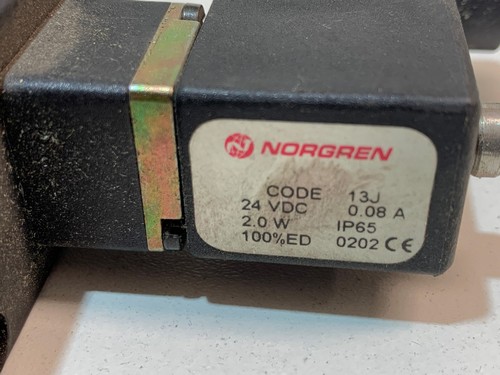 NORGREN
CODE 13J
24 VDC 0.08 A
2.0 W IP65
100%ED 0202 CE